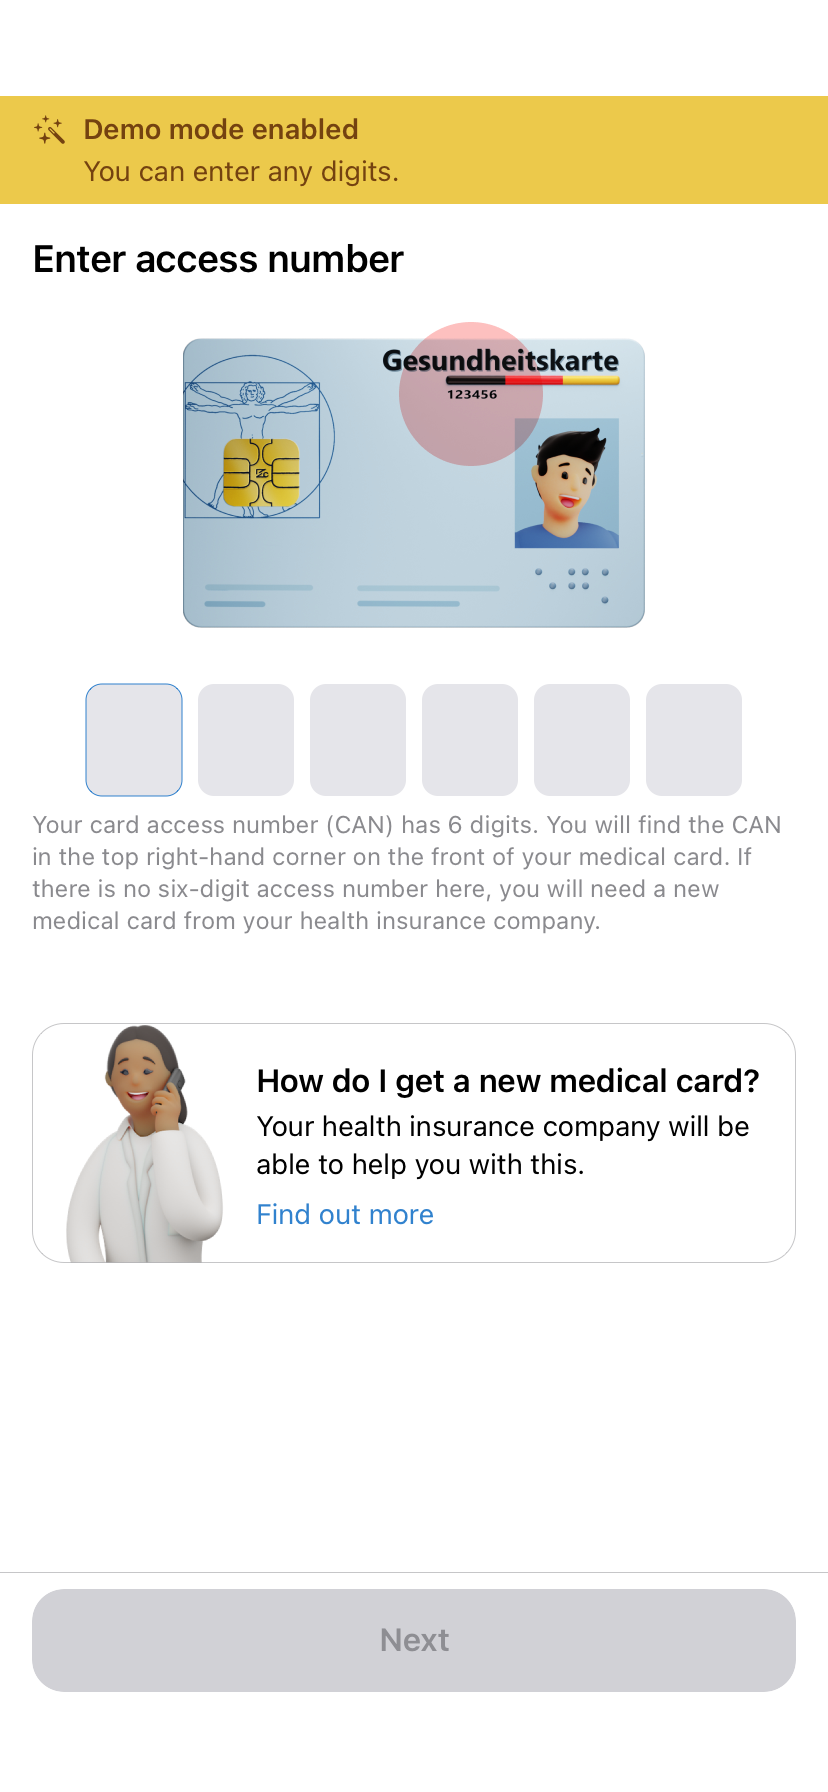 Demo mode enabled
You can enter any digits.
Enter access number
Gesundheitskarte
123456
Your card access number (CAN) has 6 digits. You will find the CAN
in the top right-hand corner on the front of your medical card. If
there is no six-digit access number here, you will need a new
medical card from your health insurance company.
How do I get a new medical card?
Your health insurance company will be
able to help you with this.
Find out more
Next